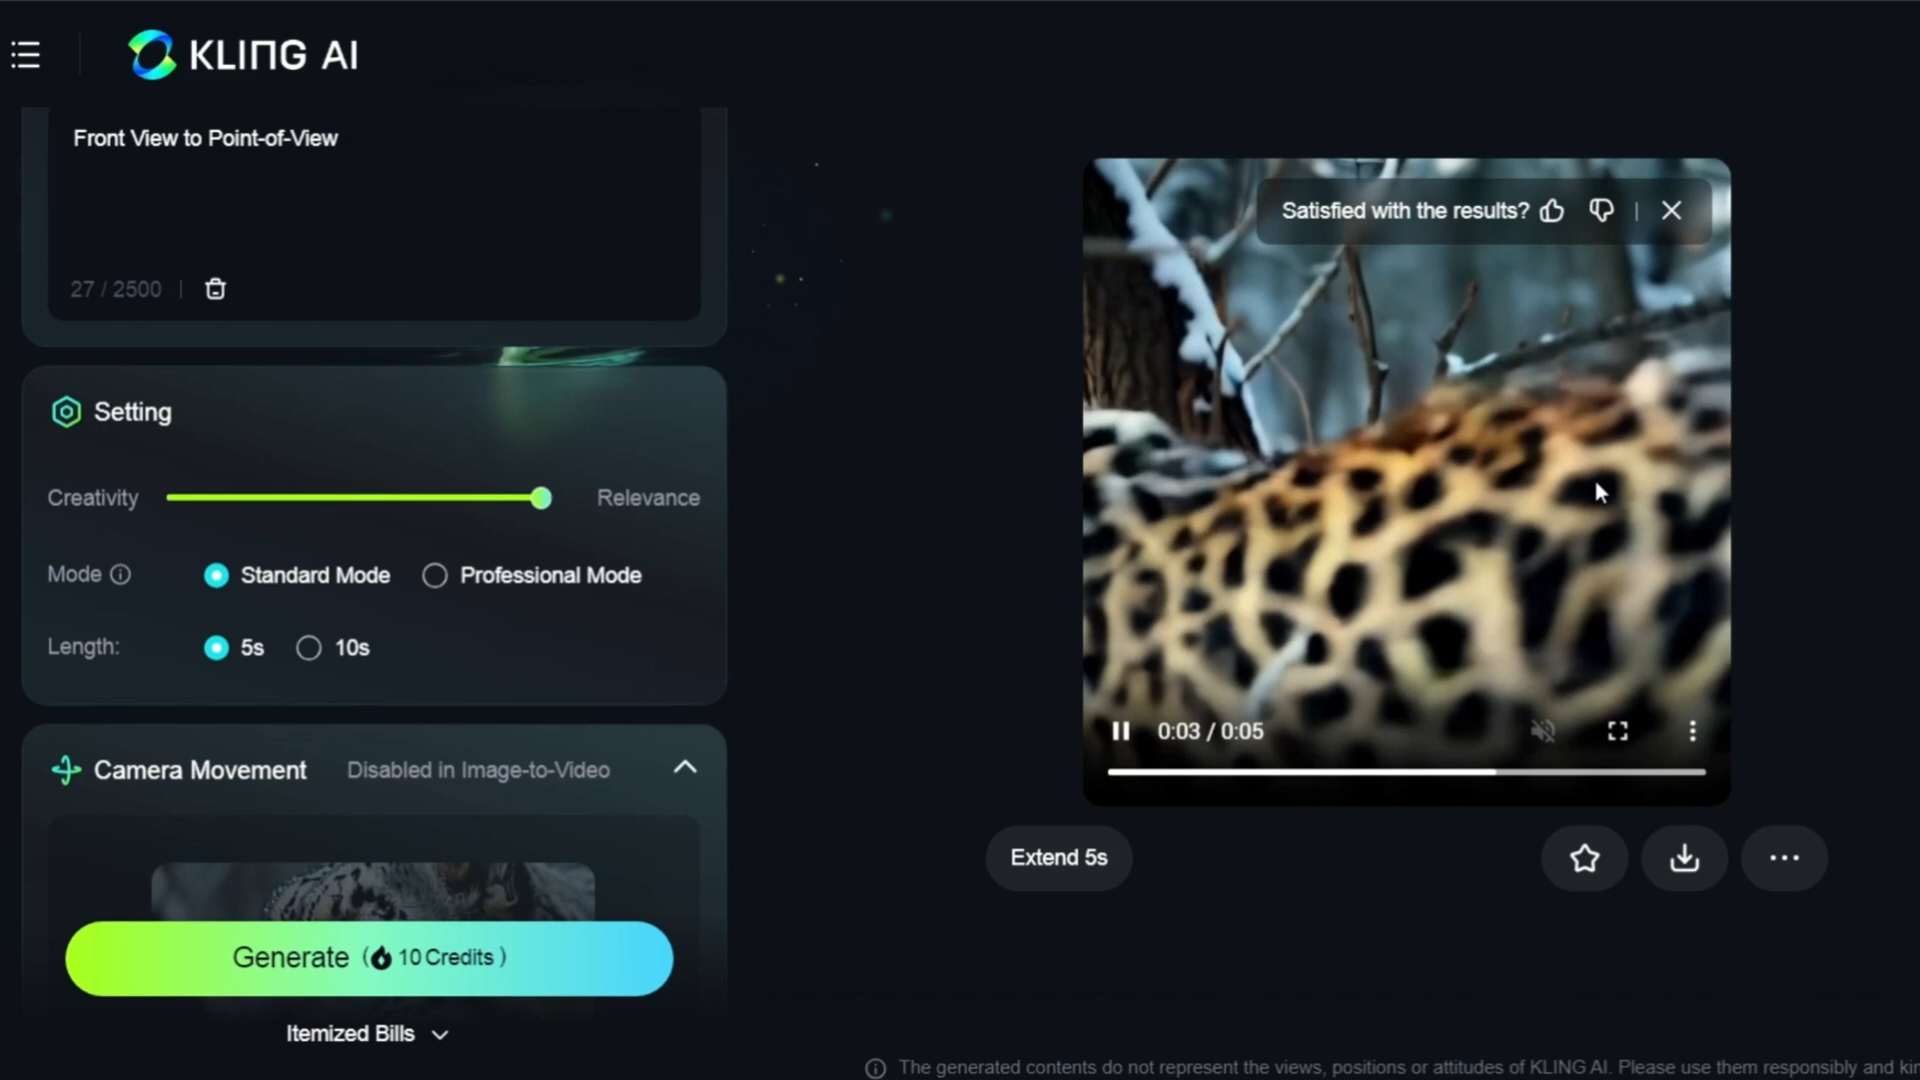 KLING AI
Front View to Point-of-View
27 / 2500
Setting
Creativity
Relevance
Mode
Standard Mode
Professional Mode
Length:
5s
10s
Camera Movement
Disabled in Image-to-Video
Generate ( 10 Credits )
Itemized Bills
Satisfied with the results?
0:03 / 0:05
Extend 5s
The generated contents do not represent the views, positions or attitudes of KLING AI. Please use them responsibly and